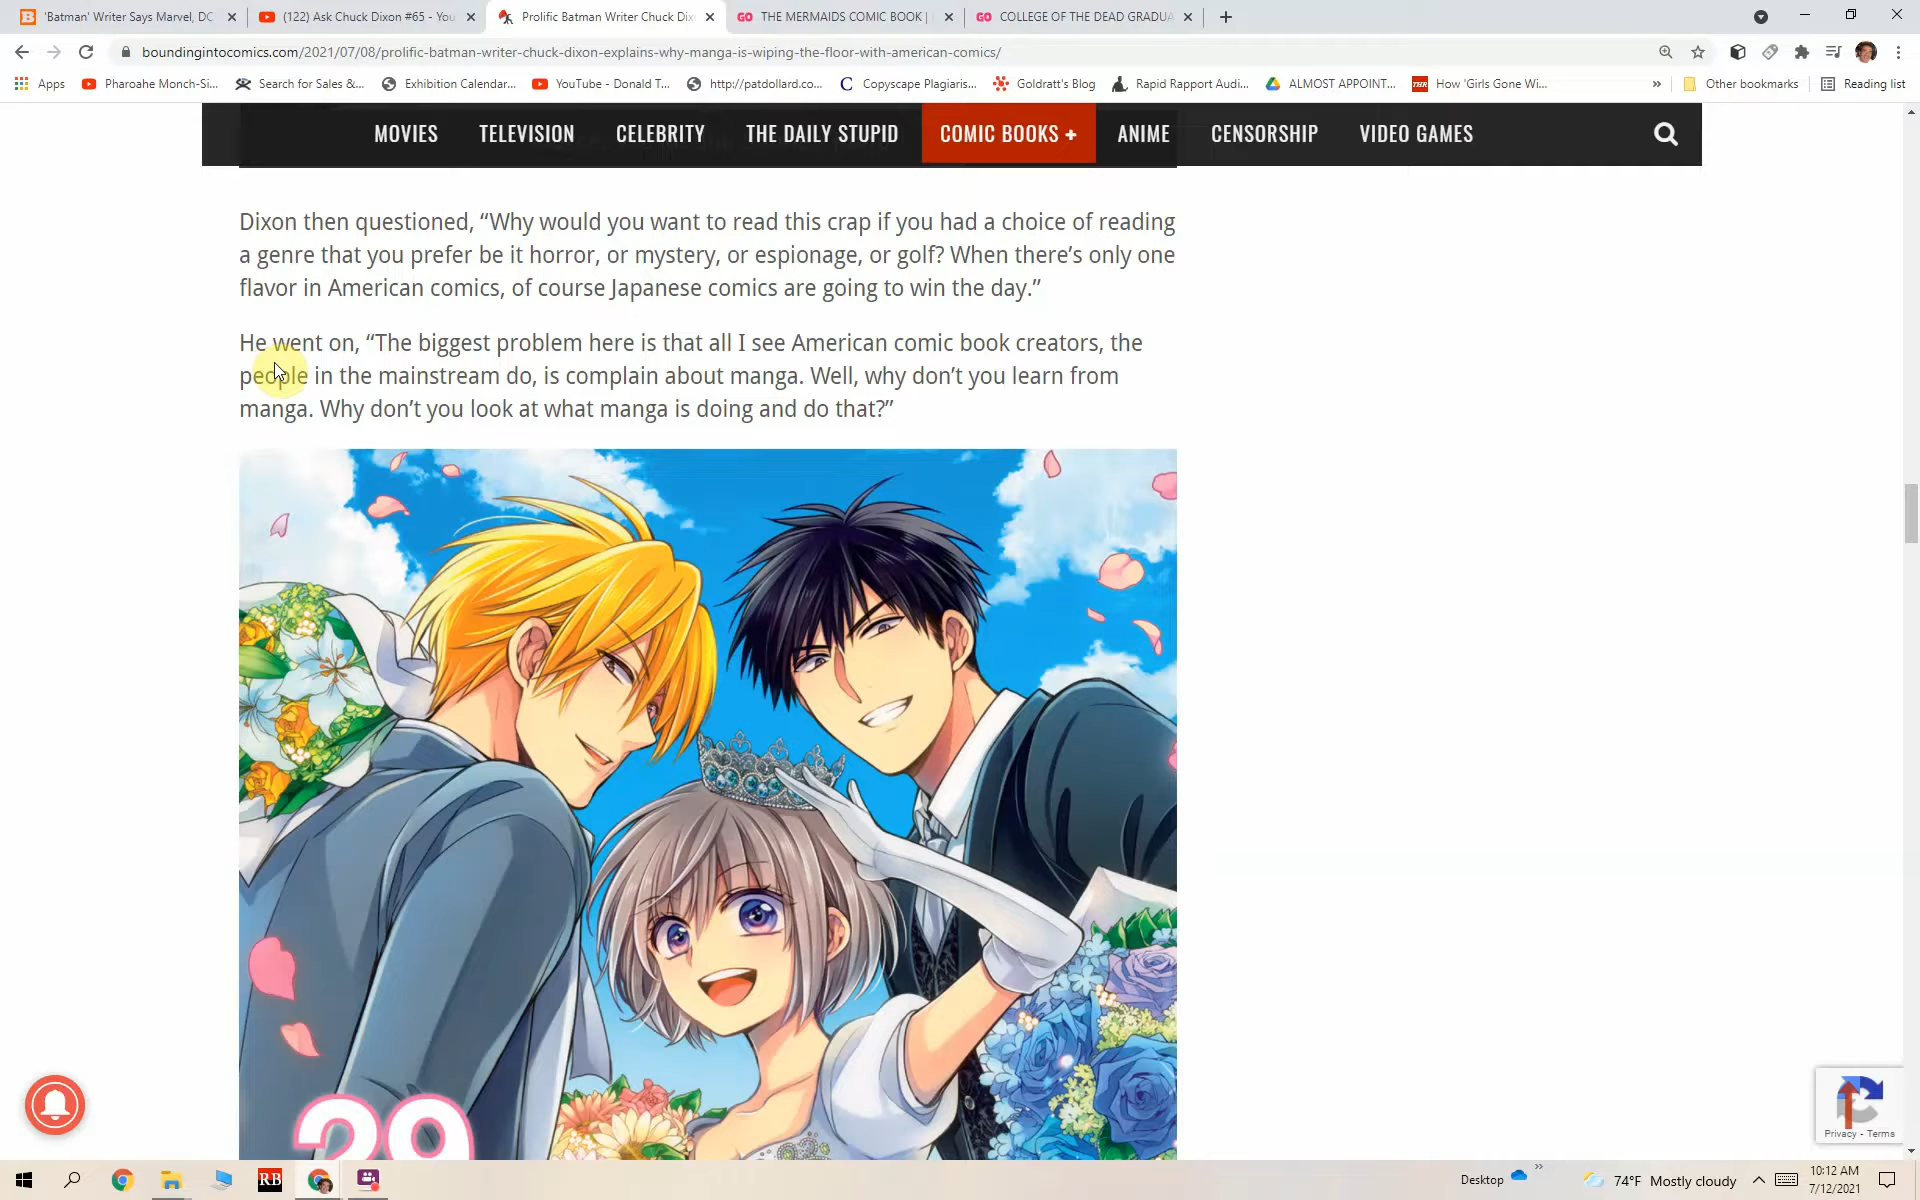 'Batman' Writer Says Marvel, DC
(122) Ask Chuck Dixon #65 - You
Prolific Batman Writer Chuck Dix
GO THE MERMAIDS COMIC BOOK |
GO COLLEGE OF THE DEAD GRADUA
boundingintocomics.com/2021/07/08/prolific-batman-writer-chuck-dixon-explains-why-manga-is-wiping-the-floor-with-american-comics/
Apps
Pharoahe Monch-Si...
Search for Sales &...
Exhibition Calendar...
YouTube - Donald T...
http://patdollard.co...
Copyscape Plagiaris...
Goldratt's Blog
Rapid Rapport Audi...
ALMOST APPOINT...
THR How 'Girls Gone Wi...
Other bookmarks
Reading list
MOVIES TELEVISION CELEBRITY THE DAILY STUPID COMIC BOOKS + ANIME CENSORSHIP VIDEO GAMES
Dixon then questioned, “Why would you want to read this crap if you had a choice of reading
a genre that you prefer be it horror, or mystery, or espionage, or golf? When there’s only one
flavor in American comics, of course Japanese comics are going to win the day.”
He went on, “The biggest problem here is that all I see American comic book creators, the
people in the mainstream do, is complain about manga. Well, why don’t you learn from
manga. Why don’t you look at what manga is doing and do that?”
29
Privacy - Terms
RB
Desktop
74°F Mostly cloudy
10:12 AM
7/12/2021